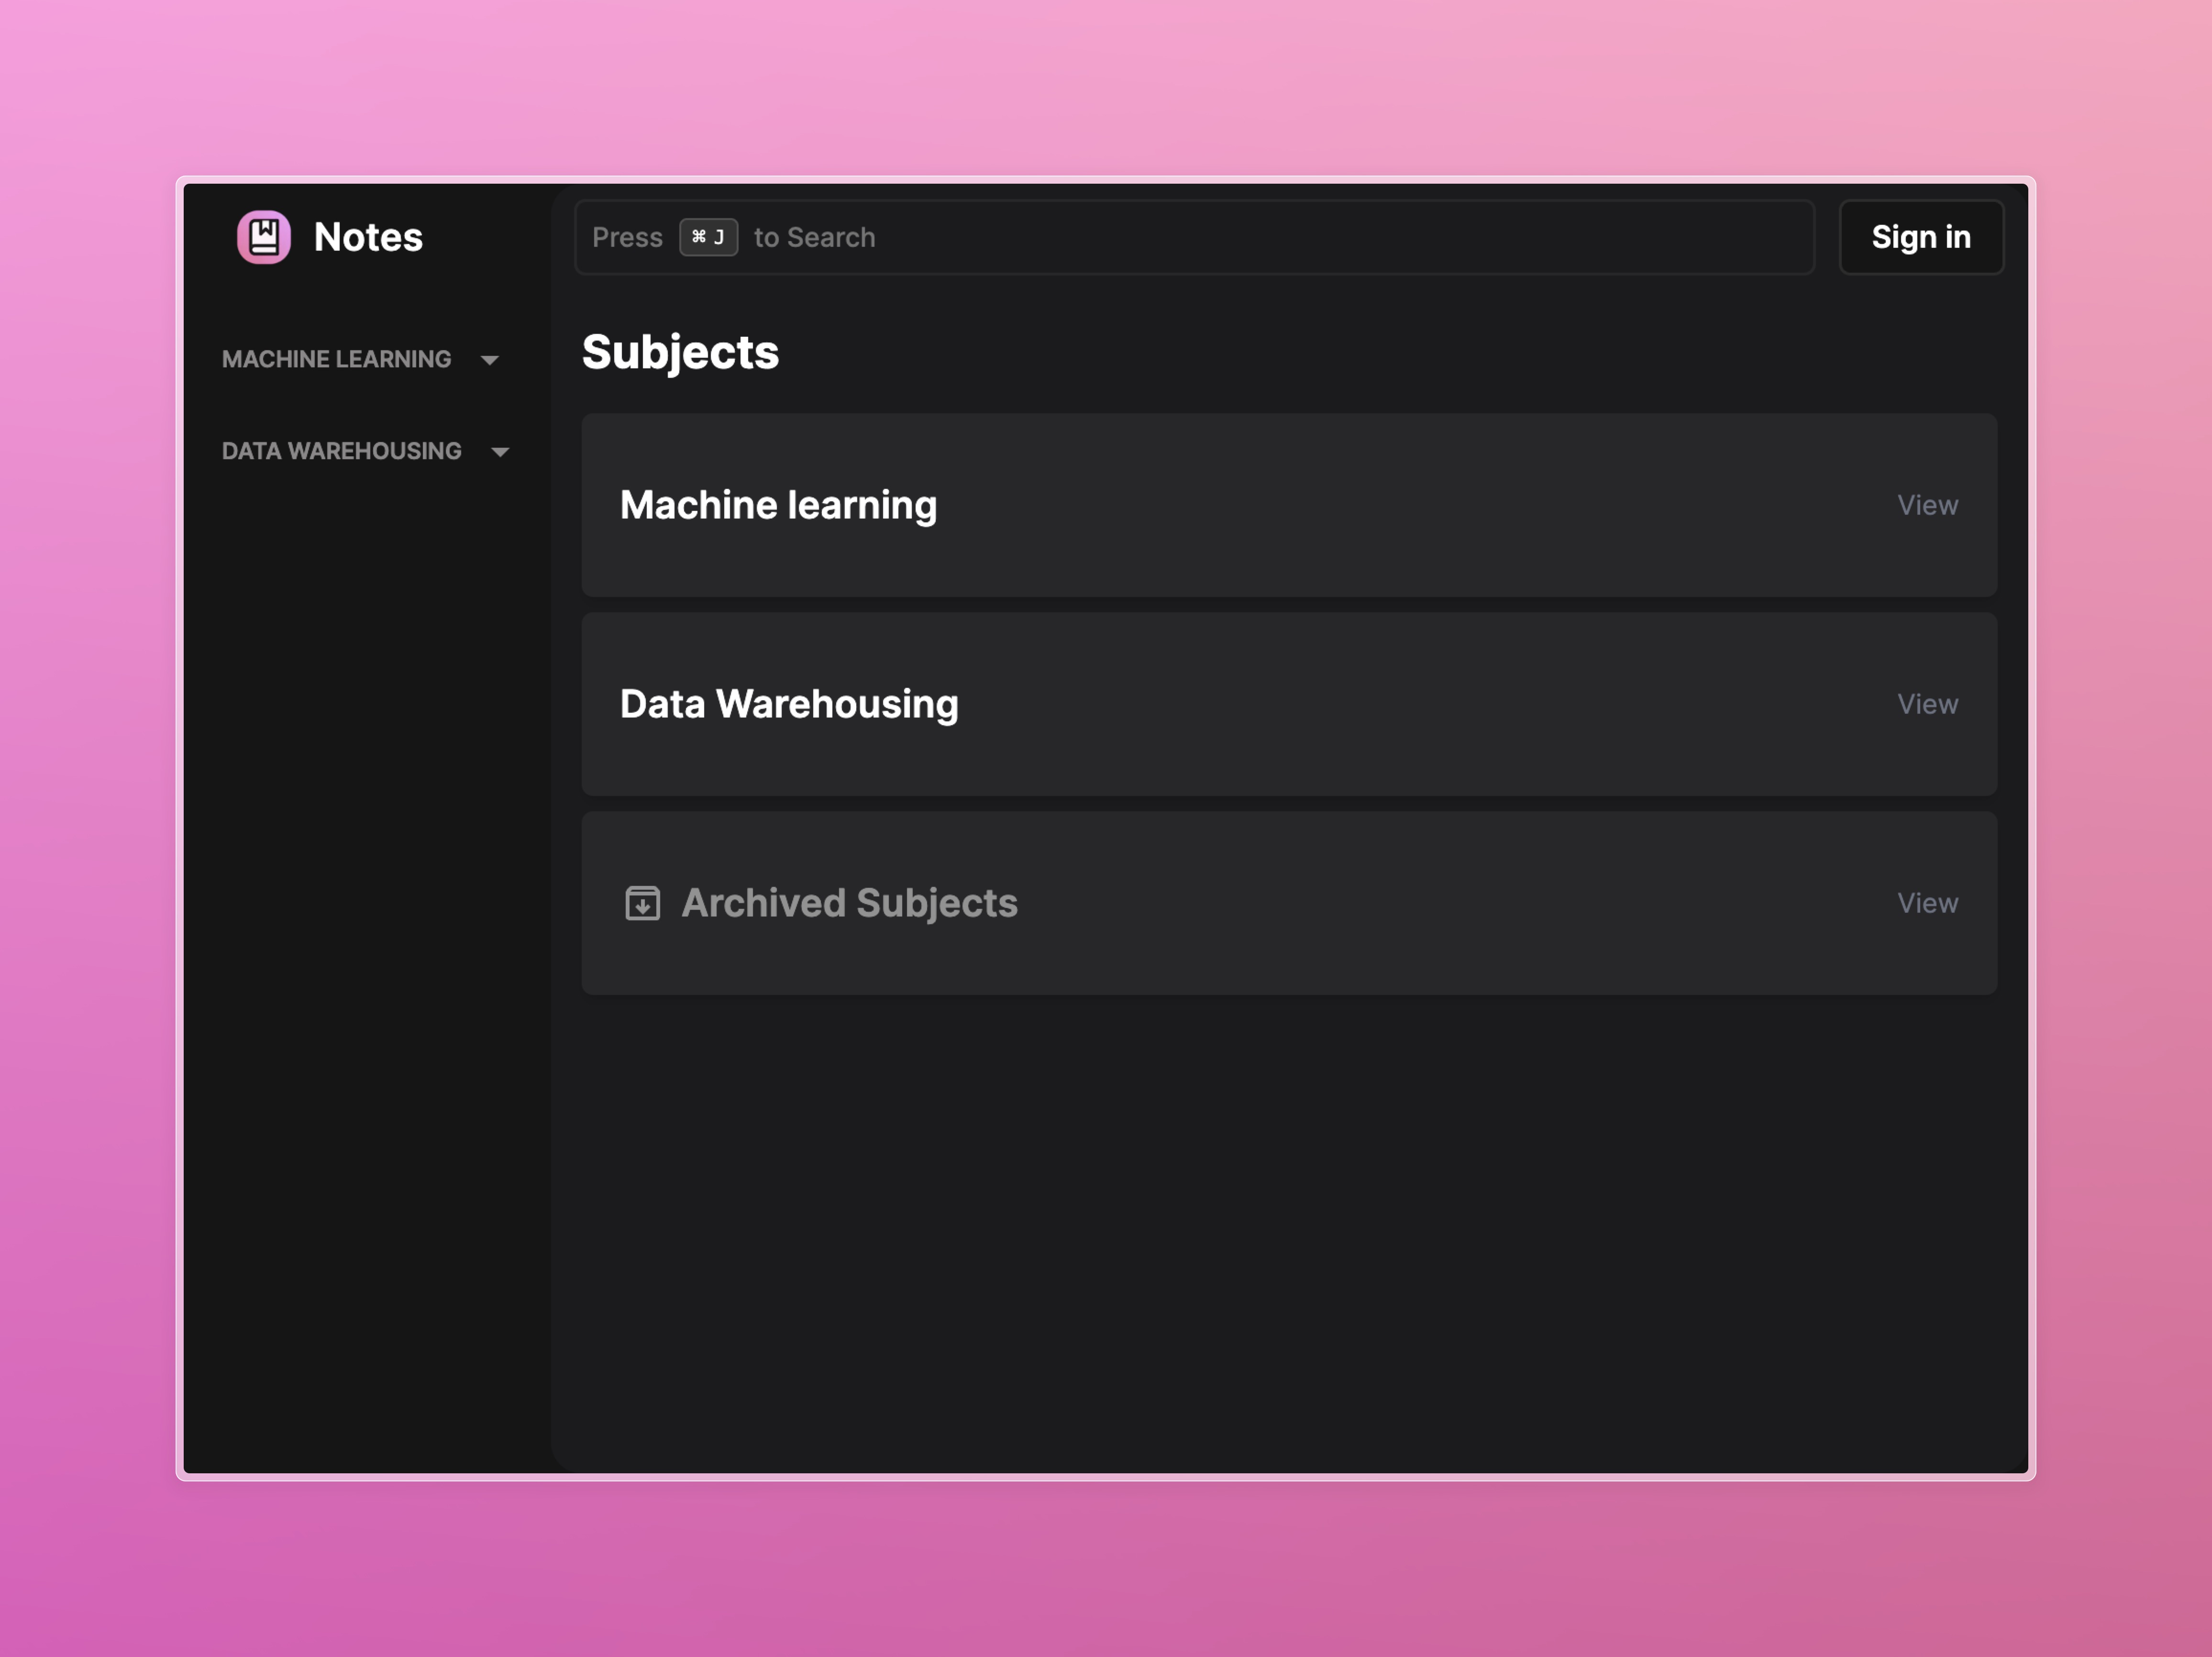 Notes
Press ⌘ J to Search
Sign in
MACHINE LEARNING
DATA WAREHOUSING
Subjects
Machine learning
View
Data Warehousing
View
Archived Subjects
View